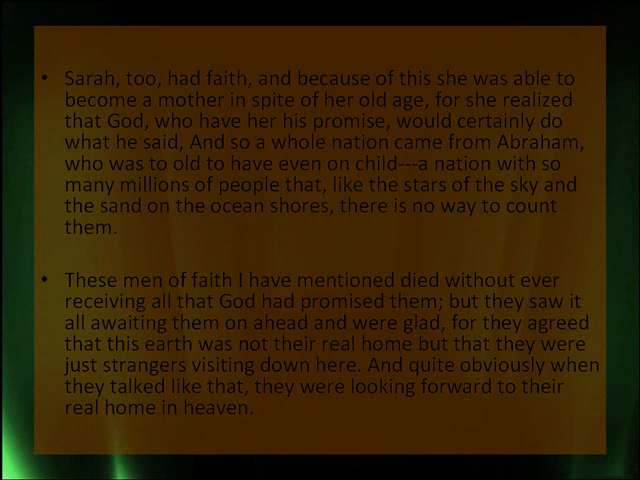 • Sarah, too, had faith, and because of this she was able to
become a mother in spite of her old age, for she realized
that God, who have her his promise, would certainly do
what he said, And so a whole nation came from Abraham,
who was to old to have even on child---a nation with so
many millions of people that, like the stars of the sky and
the sand on the ocean shores, there is no way to count
them.
• These men of faith I have mentioned died without ever
receiving all that God had promised them; but they saw it
all awaiting them on ahead and were glad, for they agreed
that this earth was not their real home but that they were
just strangers visiting down here. And quite obviously when
they talked like that, they were looking forward to their
real home in heaven.